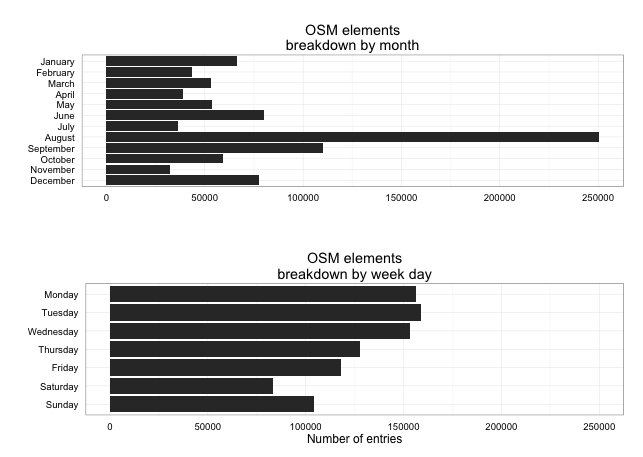 OSM elements
breakdown by month
January
February
March
April
May
June
July
August
September
October
November
December
0 50000 100000 150000 200000 250000
OSM elements
breakdown by week day
Monday
Tuesday
Wednesday
Thursday
Friday
Saturday
Sunday
0 50000 100000 150000 200000 250000
Number of entries